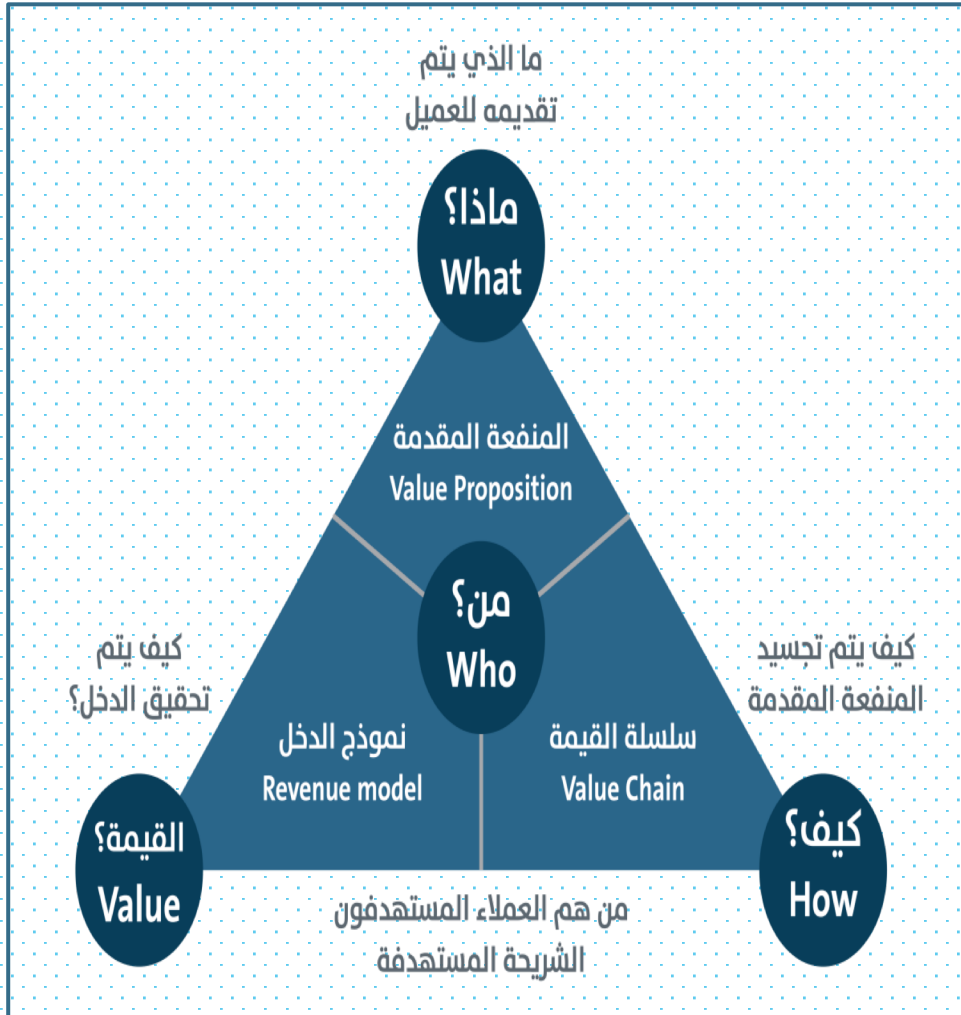 ما الذي يتم
تقديمه للعميل
ماذا؟
What
المنفعة المقدمة
Value Proposition
من؟
Who
كيف يتم تجسيد
المنفعة المقدمة
كيف يتم
تحقيق الدخل؟
سلسلة القيمة
Value Chain
نموذج الدخل
Revenue model
كيف؟
How
القيمة؟
Value
من هم العملاء المستهدفون
الشريحة المستهدفة